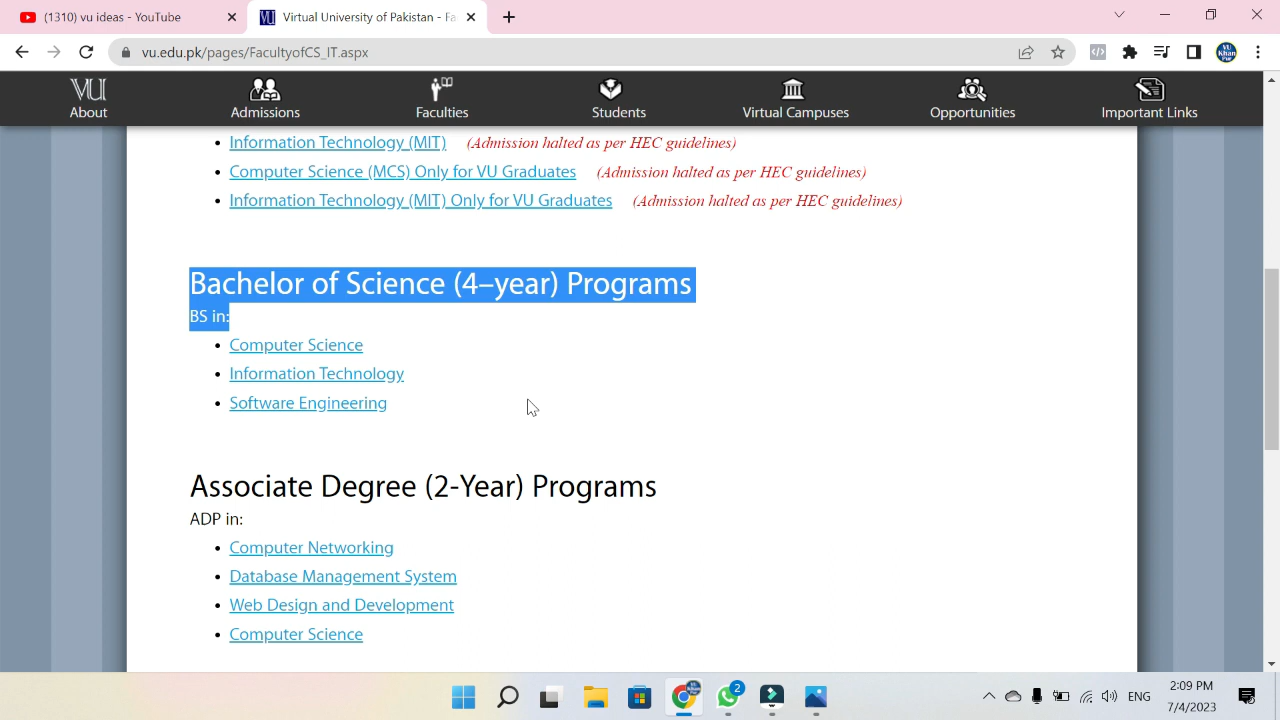 (1310) vu ideas - YouTube
Virtual University of Pakistan - Fa
vu.edu.pk/pages/FacultyofCS_IT.aspx
VU
About
Admissions
Faculties
Students
Virtual Campuses
Opportunities
Important Links
Information Technology (MIT) (Admission halted as per HEC guidelines)
Computer Science (MCS) Only for VU Graduates (Admission halted as per HEC guidelines)
Information Technology (MIT) Only for VU Graduates (Admission halted as per HEC guidelines)
Bachelor of Science (4–year) Programs
BS in:
Computer Science
Information Technology
Software Engineering
Associate Degree (2-Year) Programs
ADP in:
Computer Networking
Database Management System
Web Design and Development
Computer Science
2
ENG
2:09 PM
7/4/2023